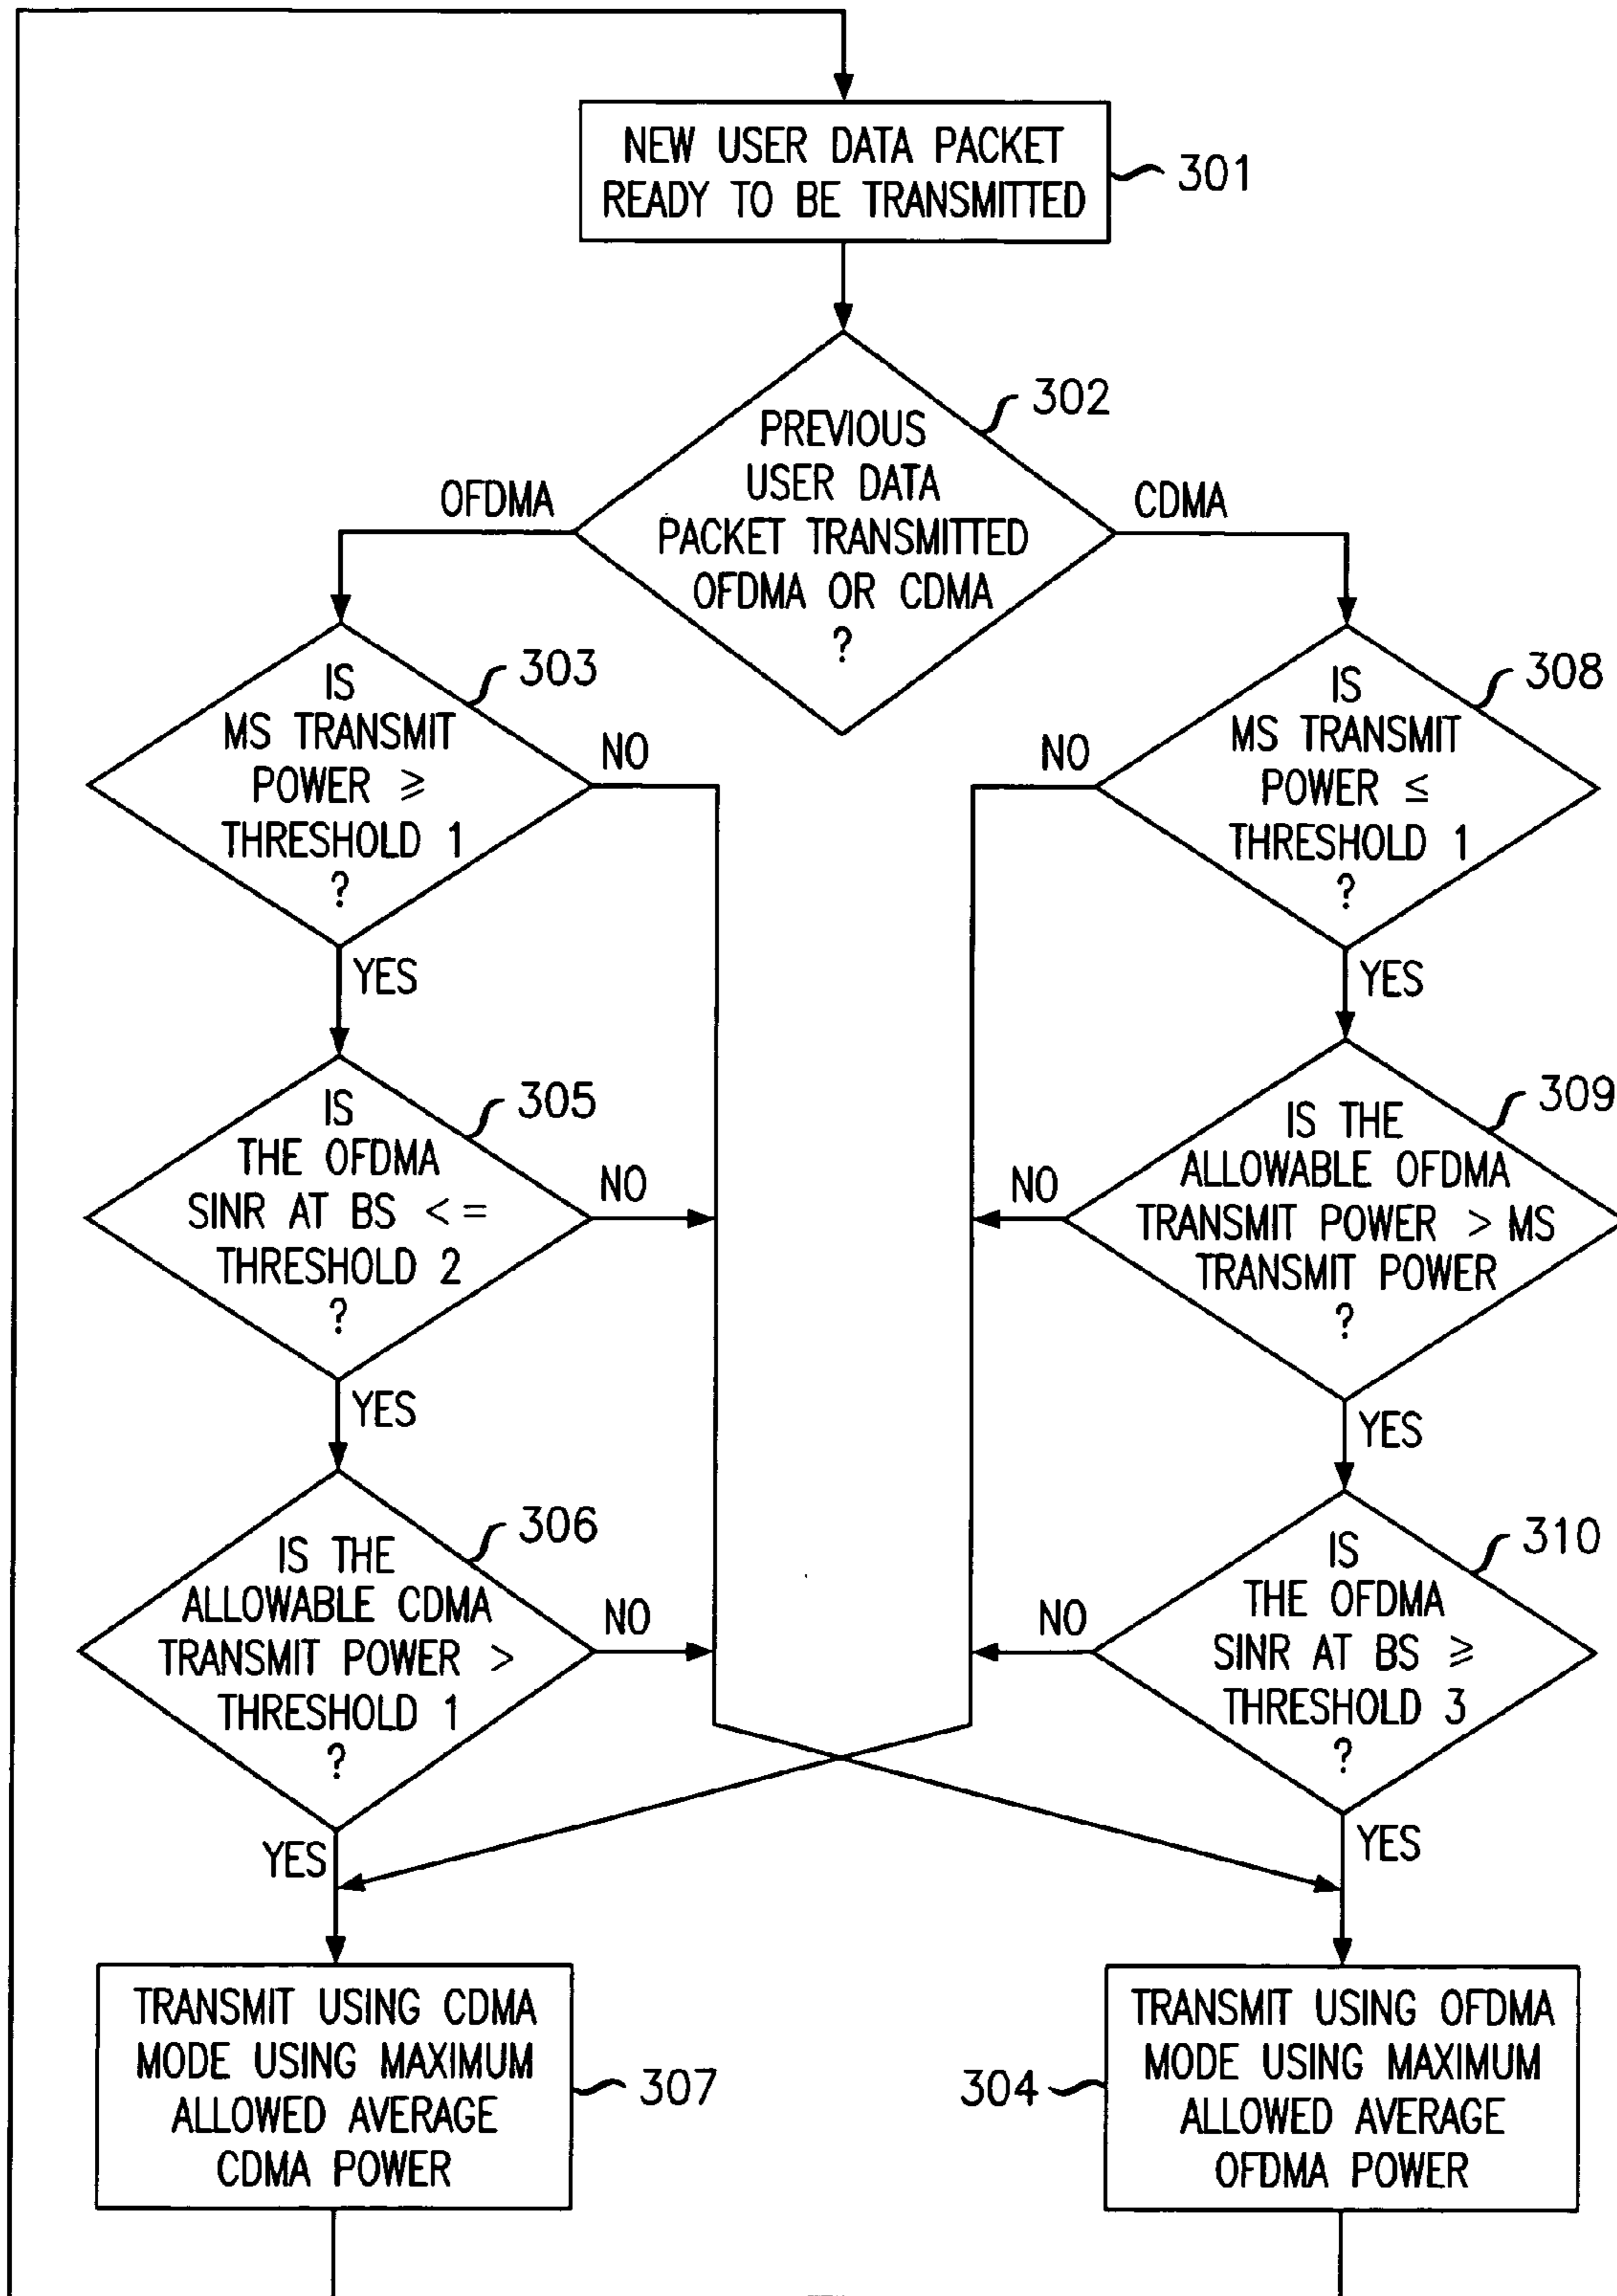 NEW USER DATA PACKET
READY TO BE TRANSMITTED
301
302
PREVIOUS
USER DATA
PACKET TRANSMITTED
OFDMA OR CDMA
?
OFDMA
CDMA
303
IS
MS TRANSMIT
POWER ≥
THRESHOLD 1
?
NO
YES
308
IS
MS TRANSMIT
POWER ≤
THRESHOLD 1
?
NO
YES
305
IS
THE OFDMA
SINR AT BS <=
THRESHOLD 2
?
NO
YES
309
IS THE
ALLOWABLE OFDMA
TRANSMIT POWER > MS
TRANSMIT POWER
?
NO
YES
306
IS THE
ALLOWABLE CDMA
TRANSMIT POWER >
THRESHOLD 1
?
NO
YES
310
IS
THE OFDMA
SINR AT BS ≥
THRESHOLD 3
?
NO
YES
TRANSMIT USING CDMA
MODE USING MAXIMUM
ALLOWED AVERAGE
CDMA POWER
307
304
TRANSMIT USING OFDMA
MODE USING MAXIMUM
ALLOWED AVERAGE
OFDMA POWER